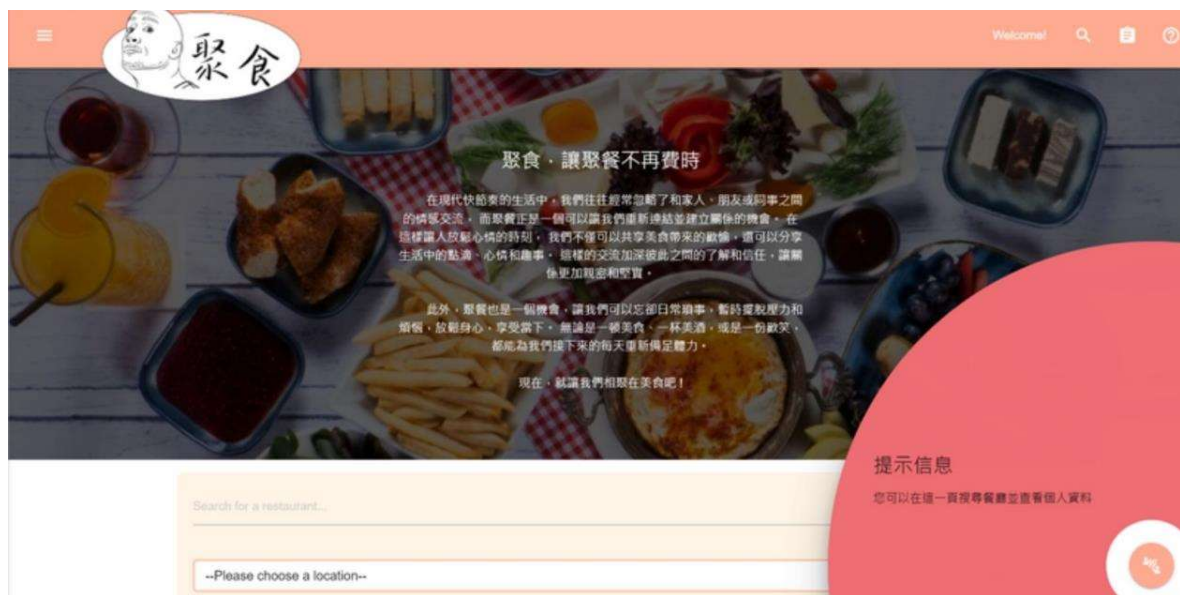 聚食
Welcome!
聚食，讓聚餐不再費時
在現代快節奏的生活中，我們往往經常忽略了和家人、朋友或同事之間
的情感交流。 而聚餐正是一個可以讓我們重新連結並建立關係的機會。 在
這樣讓人放鬆心情的時刻， 我們不僅可以共享美食帶來的歡愉，還可以分享
生活中的點滴、心情和趣事。 這樣的交流加深彼此之間的了解和信任，讓關
係更加親密和堅實。
此外，聚餐也是一個機會，讓我們可以忘卻日常瑣事，暫時擺脫壓力和
煩惱，放鬆身心，享受當下。 無論是一頓美食、一杯美酒，或是一份歡笑，
都能為我們接下來的每天重新備足體力。
現在，就讓我們相聚在美食吧！
提示信息
您可以在這一頁搜尋餐廳並查看個人資料
Search for a restaurant...
--Please choose a location--